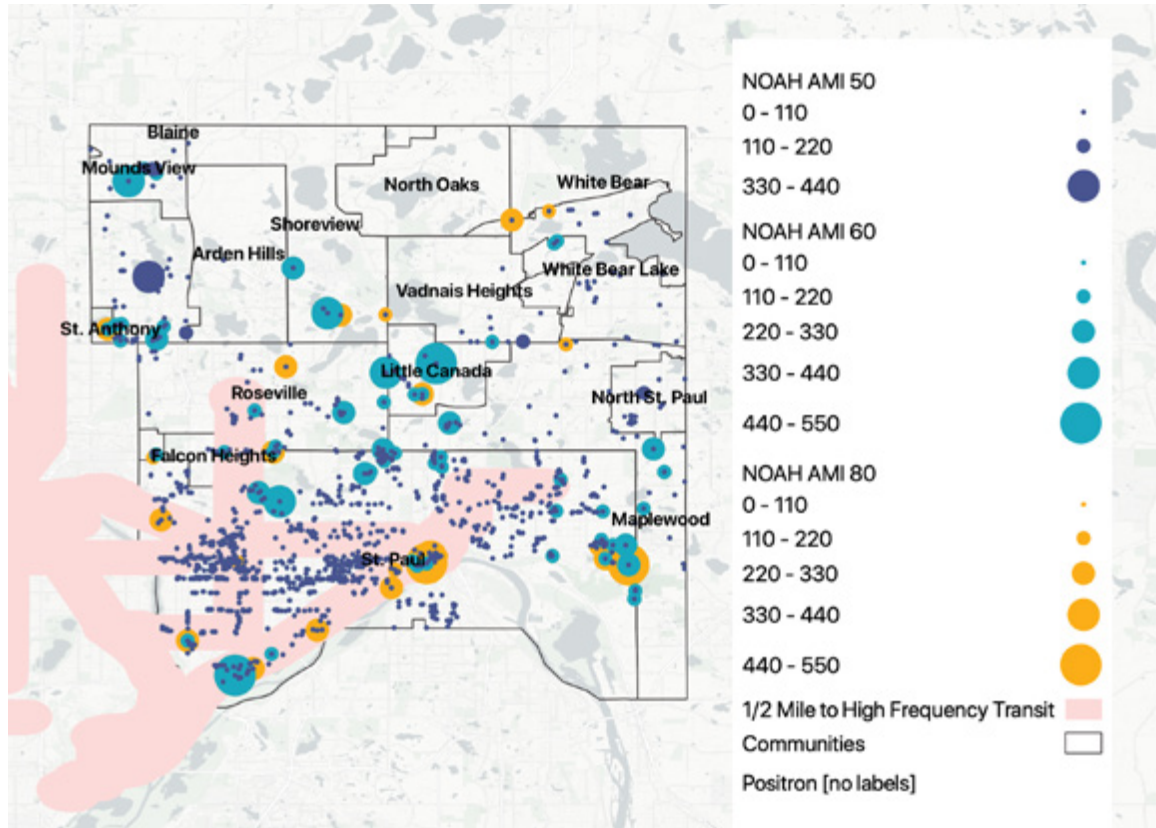 Blaine
Mounds View
North Oaks
White Bear
Shoreview
Arden Hills
White Bear Lake
Vadnais Heights
St. Anthony
Little Canada
Roseville
North St. Paul
Falcon Heights
Maplewood
St. Paul
NOAH AMI 50
0 - 110
110 - 220
330 - 440
NOAH AMI 60
0 - 110
110 - 220
220 - 330
330 - 440
440 - 550
NOAH AMI 80
0 - 110
110 - 220
220 - 330
330 - 440
440 - 550
1/2 Mile to High Frequency Transit
Communities
Positron [no labels]